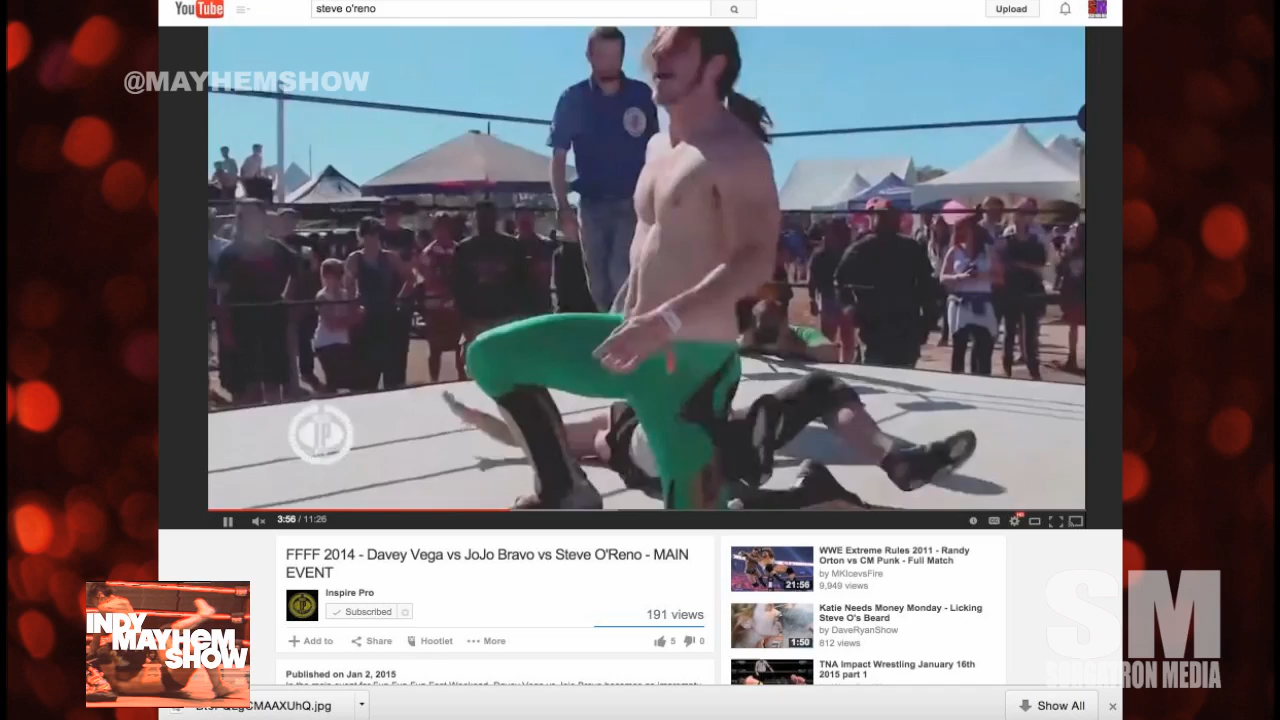 YouTube
steve o'reno
Upload
@MAYHEMSHOW
JP
3:56 / 11:26
FFFF 2014 - Davey Vega vs JoJo Bravo vs Steve O'Reno - MAIN
EVENT
Inspire Pro
Subscribed
191 views
Add to
Share
Hootlet
More
5
0
Published on Jan 2, 2015
WWE Extreme Rules 2011 - Randy
Orton vs CM Punk - Full Match
by MKIcevsFire
9,949 views
21:56
Katie Needs Money Monday - Licking
Steve O's Beard
by DaveRyanShow
812 views
1:50
TNA Impact Wrestling January 16th
2015 part 1
INDY
MAYHEM
SHOW
SM
MEDIA
Show All